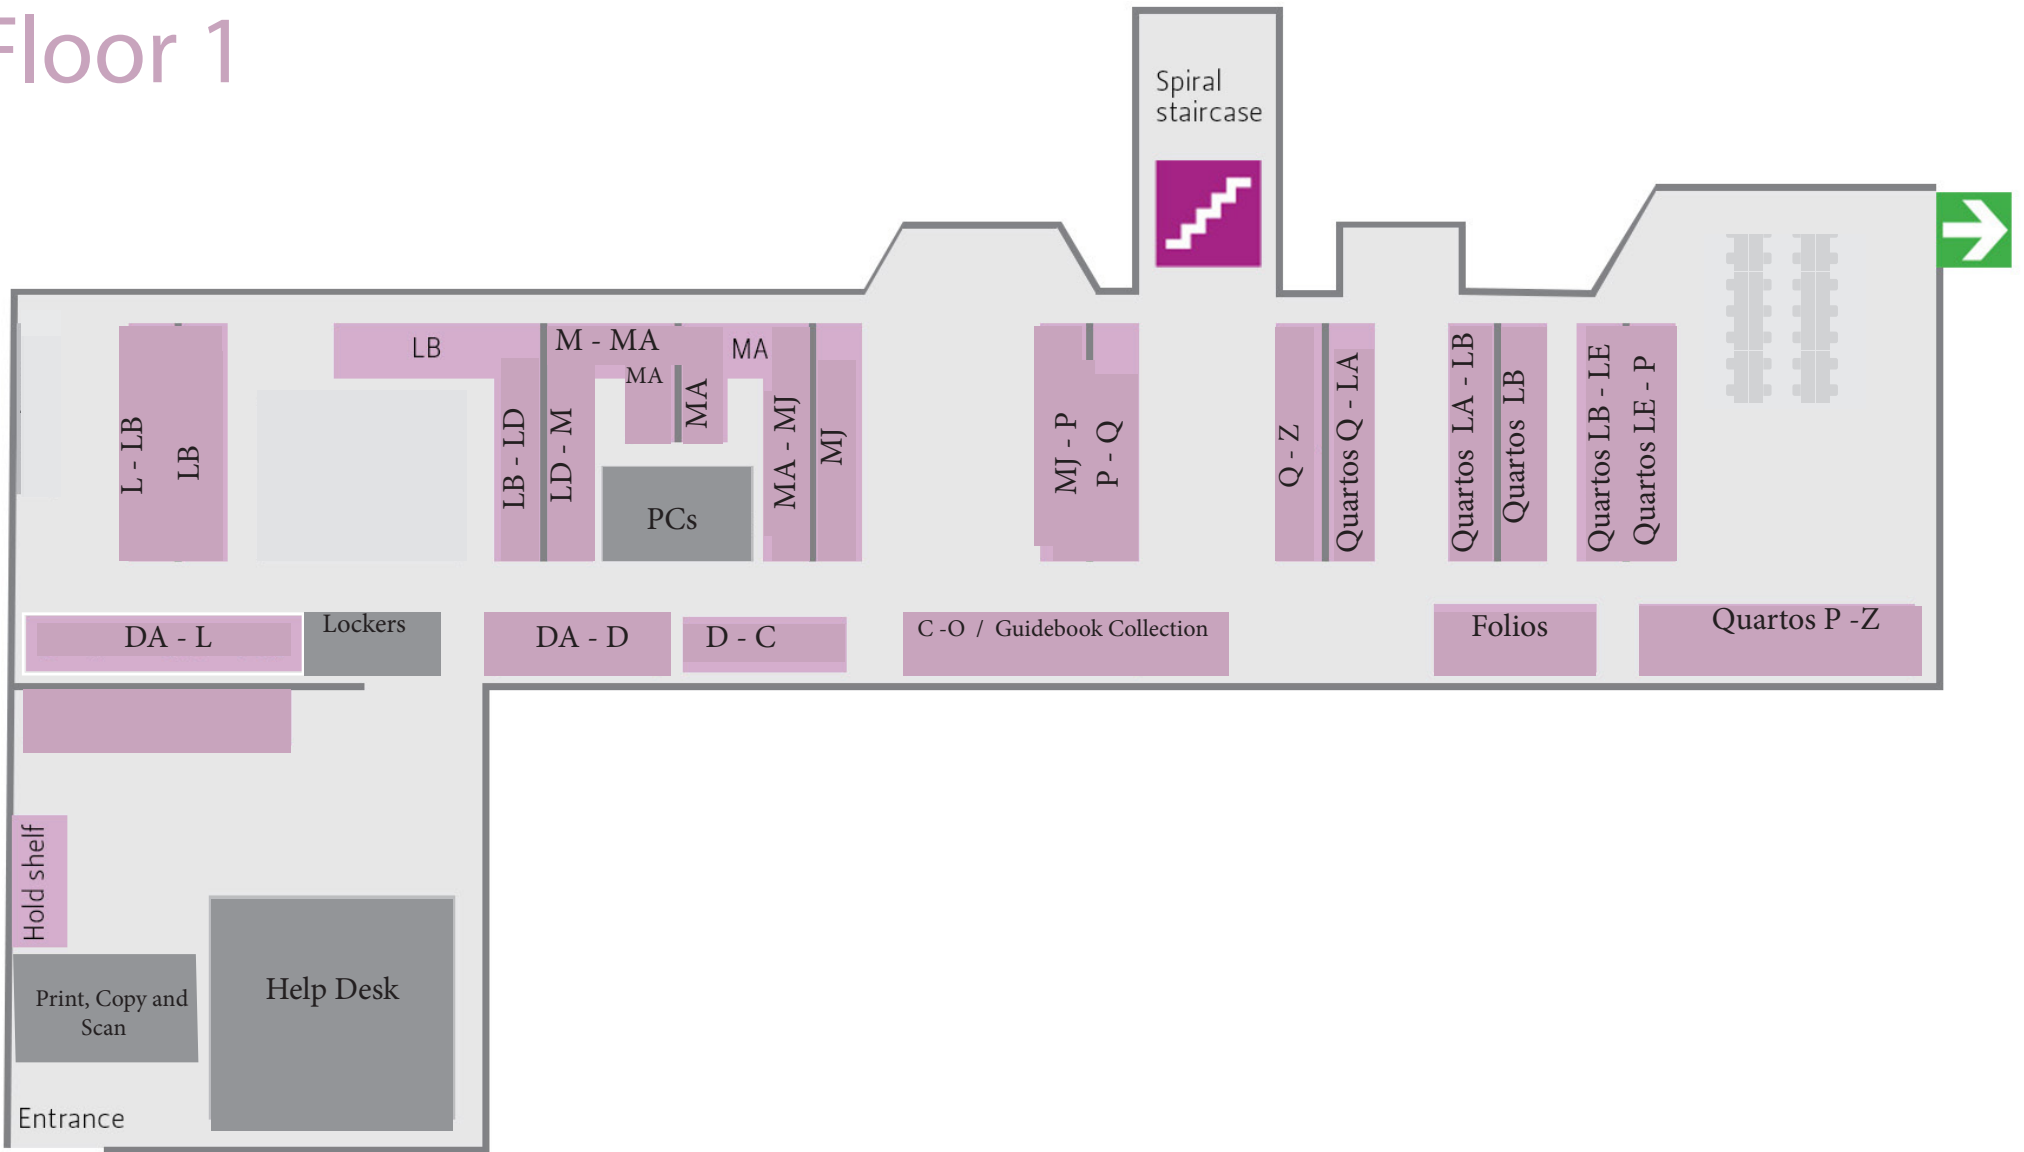 Floor 1
Spiral
staircase
LB
M - MA
MA
MA
MA
L - LB
LB
LB - LD
LD - M
MA - MJ
MJ
MJ - P
P - Q
Q - Z
Quartos Q - LA
Quartos LA - LB
Quartos LB
Quartos LB - LE
Quartos LE - P
PCs
DA - L
Lockers
DA - D
D - C
C -O / Guidebook Collection
Folios
Quartos P -Z
Hold shelf
Help Desk
Print, Copy and
Scan
Entrance